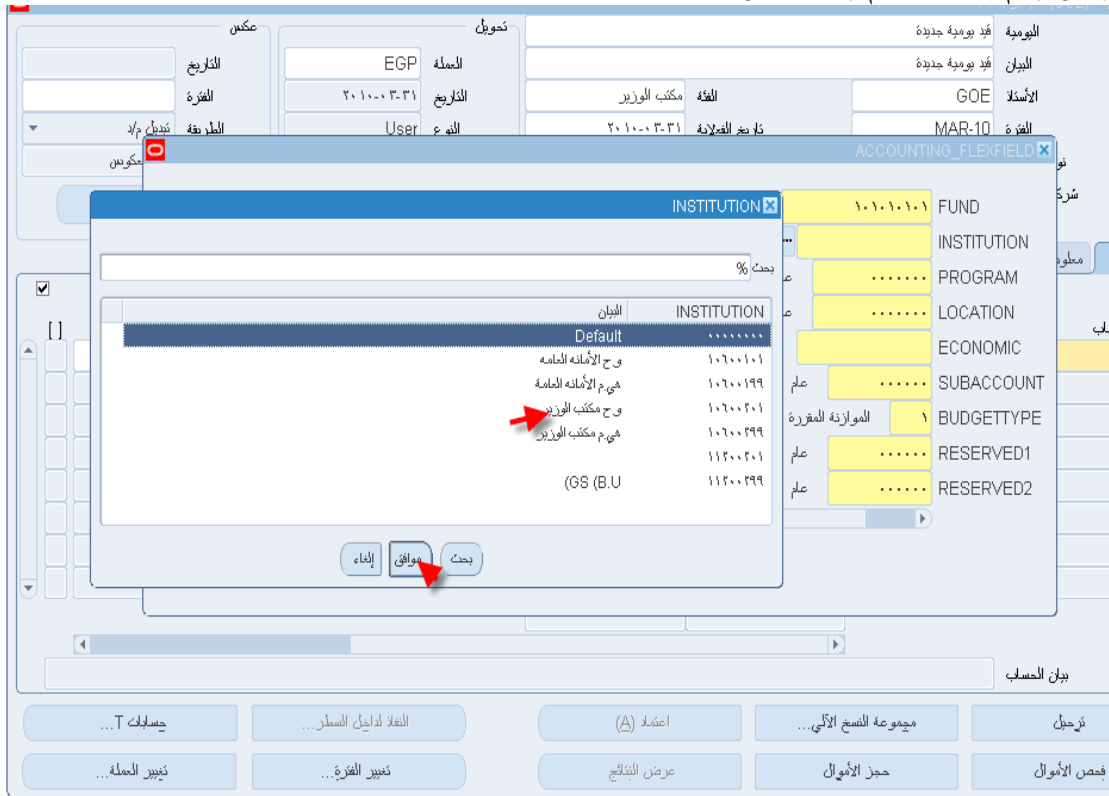 اليومية قيد يومية جديدة
البيان قيد يومية جديدة
الأستاذ GOE الفئة مكتب الوزير
الفترة MAR-10 تاريخ الفعلانة ٢٠١٠-٠٣-٣١
تحويل
العملة EGP
التاريخ ٢٠١٠-٠٣-٣١
النوع User
عكس
التاريخ
الفترة
الطريقة تبديل م/د
ACCOUNTING_FLEXFIELD
FUND ١٠١٠١٠١٠١
INSTITUTION ...
PROGRAM ٠٠٠٠٠٠٠
LOCATION ٠٠٠٠٠٠٠
ECONOMIC
SUBACCOUNT ٠٠٠٠٠٠ عام
BUDGETTYPE ١ الموازنة المقررة
RESERVED1 ٠٠٠٠٠٠ عام
RESERVED2 ٠٠٠٠٠٠ عام
INSTITUTION
بحث %
INSTITUTION البيان
٠٠٠٠٠٠٠٠ Default
١٠٦٠٠١٠١ و ح الأمانه العامه
١٠٦٠٠١٩٩ هي.م الأمانه العامة
١٠٦٠٠٢٠١ و ح مكتب الوزير
١٠٦٠٠٢٩٩ هي.م مكتب الوزير
١١٢٠٠٢٠١
١١٢٠٠٢٩٩ (GS (B.U
بحث موافق إلغاء
[ ]
بيان الحساب
ترحيل مجموعة النسخ الآلي... اعتماد (A) النفاذ لداخل السطر... حسابات T...
فحص الأموال حجز الأموال عرض النتائج تغيير الفترة... تغيير العملة...